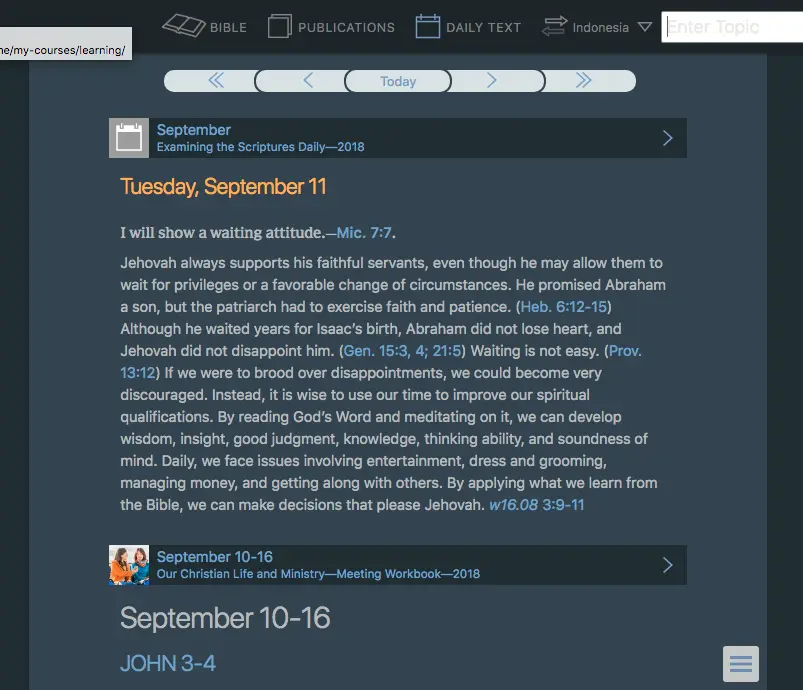 BIBLE
PUBLICATIONS
DAILY TEXT
Indonesia
Enter Topic
ne/my-courses/learning/
Today
September
Examining the Scriptures Daily—2018
Tuesday, September 11
I will show a waiting attitude.—Mic. 7:7.
Jehovah always supports his faithful servants, even though he may allow them to
wait for privileges or a favorable change of circumstances. He promised Abraham
a son, but the patriarch had to exercise faith and patience. (Heb. 6:12-15)
Although he waited years for Isaac’s birth, Abraham did not lose heart, and
Jehovah did not disappoint him. (Gen. 15:3, 4; 21:5) Waiting is not easy. (Prov.
13:12) If we were to brood over disappointments, we could become very
discouraged. Instead, it is wise to use our time to improve our spiritual
qualifications. By reading God’s Word and meditating on it, we can develop
wisdom, insight, good judgment, knowledge, thinking ability, and soundness of
mind. Daily, we face issues involving entertainment, dress and grooming,
managing money, and getting along with others. By applying what we learn from
the Bible, we can make decisions that please Jehovah. w16.08 3:9-11
September 10-16
Our Christian Life and Ministry—Meeting Workbook—2018
September 10-16
JOHN 3-4